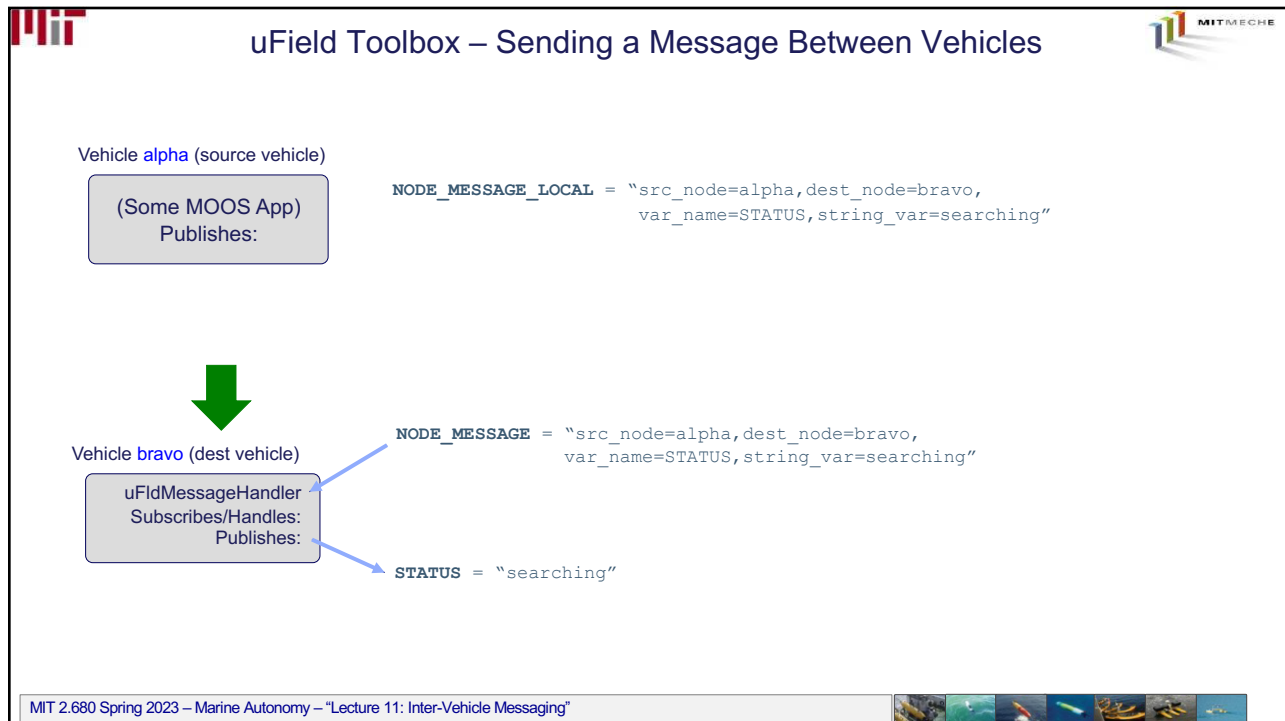 MIT
MITMECHE
uField Toolbox – Sending a Message Between Vehicles
Vehicle alpha (source vehicle)
(Some MOOS App)
Publishes:
NODE_MESSAGE_LOCAL = “src_node=alpha,dest_node=bravo,
var_name=STATUS,string_var=searching”
Vehicle bravo (dest vehicle)
uFldMessageHandler
Subscribes/Handles:
Publishes:
NODE_MESSAGE = “src_node=alpha,dest_node=bravo,
var_name=STATUS,string_var=searching”
STATUS = “searching”
MIT 2.680 Spring 2023 – Marine Autonomy – “Lecture 11: Inter-Vehicle Messaging”